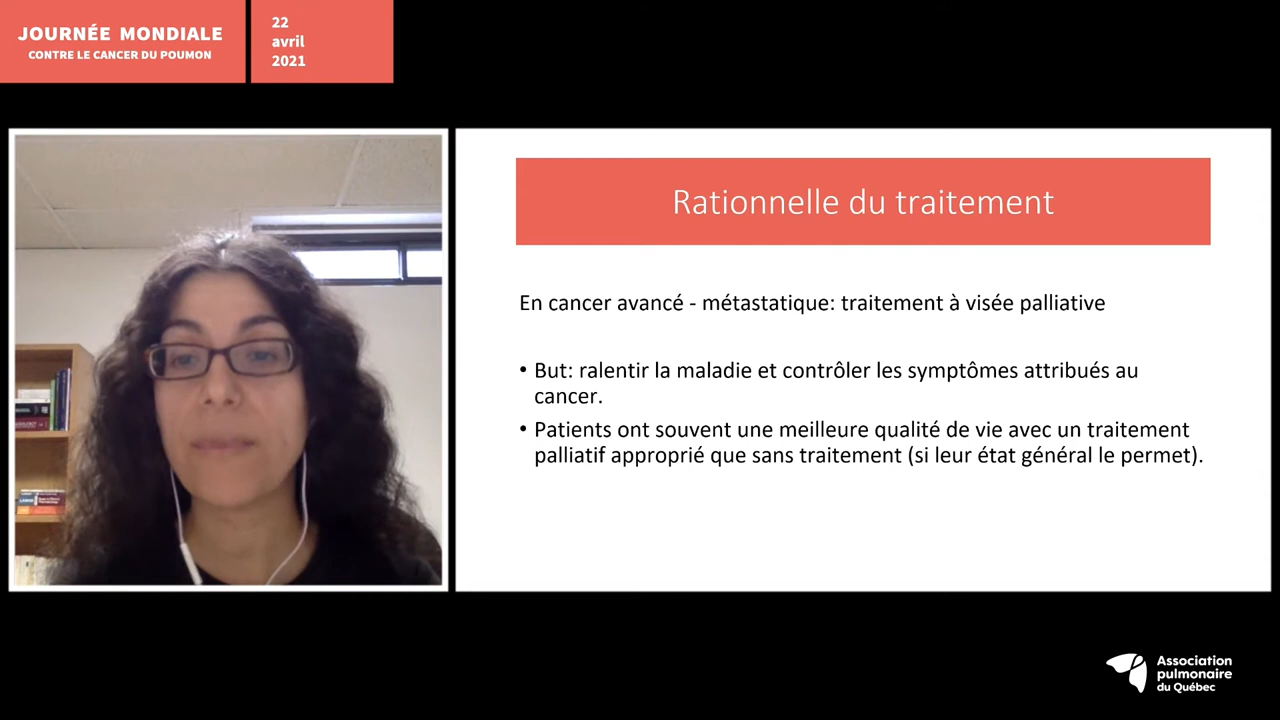 JOURNÉE MONDIALE
CONTRE LE CANCER DU POUMON
22
avril
2021
Rationnelle du traitement
En cancer avancé - métastatique: traitement à visée palliative
• But: ralentir la maladie et contrôler les symptômes attribués au
cancer.
• Patients ont souvent une meilleure qualité de vie avec un traitement
palliatif approprié que sans traitement (si leur état général le permet).
Association
pulmonaire
du Québec